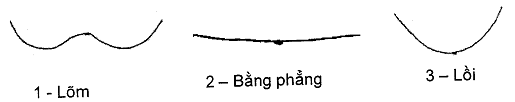 1 - Lõm
2 – Bằng phẳng
3 – Lồi